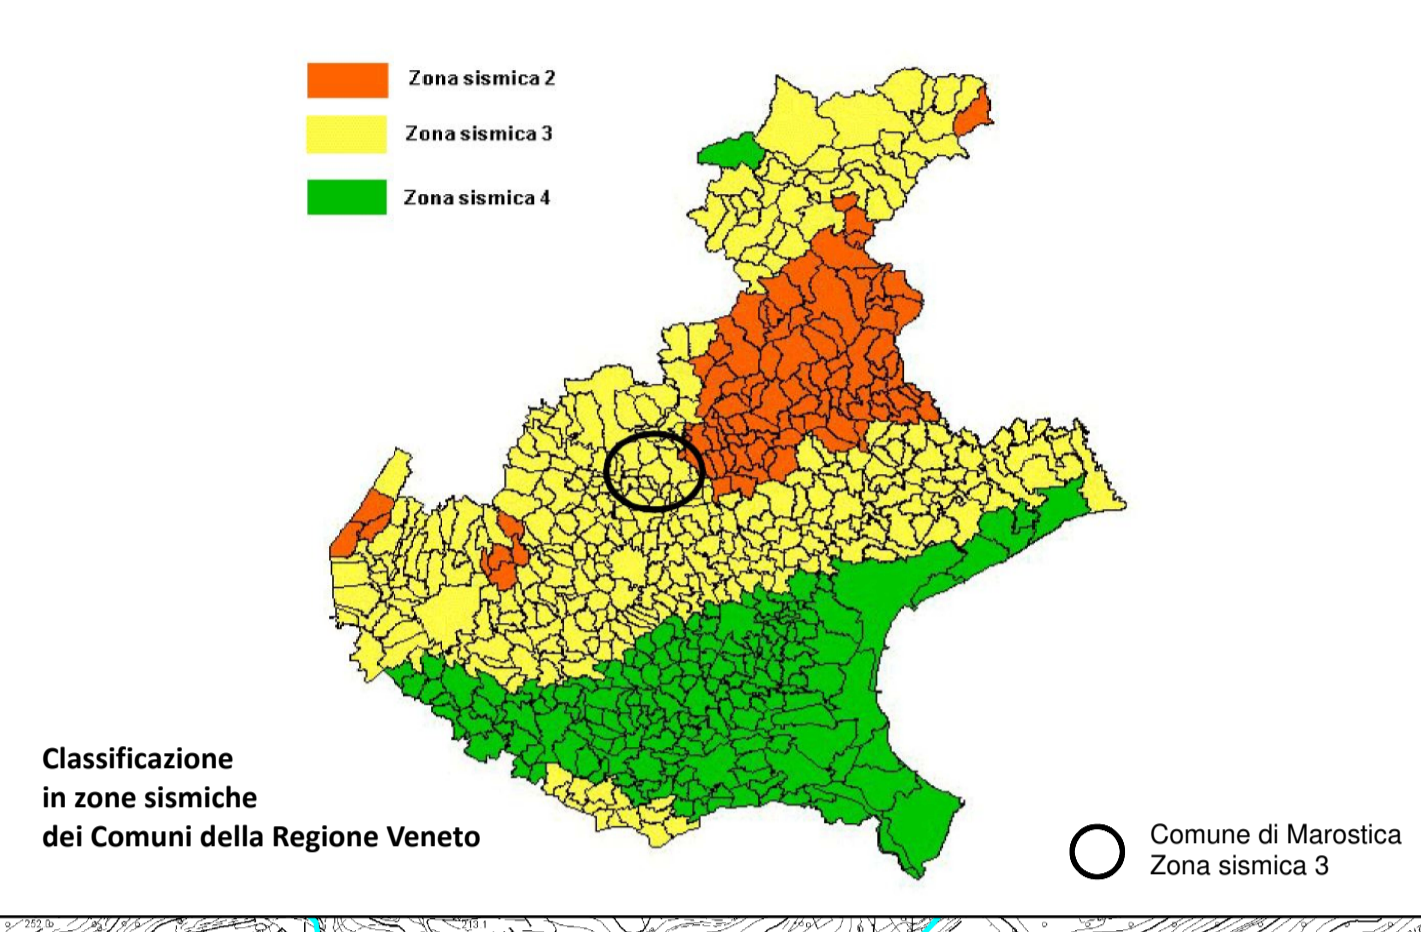 Zona sismica 2
Zona sismica 3
Zona sismica 4
Classificazione
in zone sismiche
dei Comuni della Regione Veneto
Comune di Marostica
Zona sismica 3